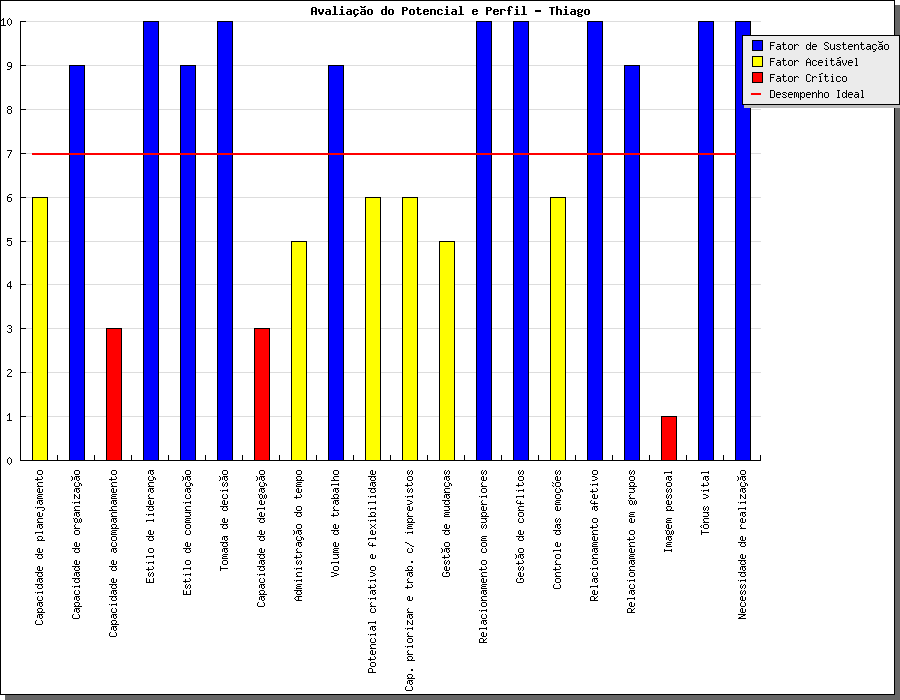 Avaliação do Potencial e Perfil - Thiago
10
9
8
7
6
5
4
3
2
1
0
Fator de Sustentação
Fator Aceitável
Fator Crítico
Desempenho Ideal
Capacidade de planejamento
Capacidade de organização
Capacidade de acompanhamento
Estilo de liderança
Estilo de comunicação
Tomada de decisão
Capacidade de delegação
Administração do tempo
Volume de trabalho
Potencial criativo e flexibilidade
Cap. priorizar e trab. c/ imprevistos
Gestão de mudanças
Relacionamento com superiores
Gestão de conflitos
Controle das emoções
Relacionamento afetivo
Relacionamento em grupos
Imagem pessoal
Tônus vital
Necessidade de realização